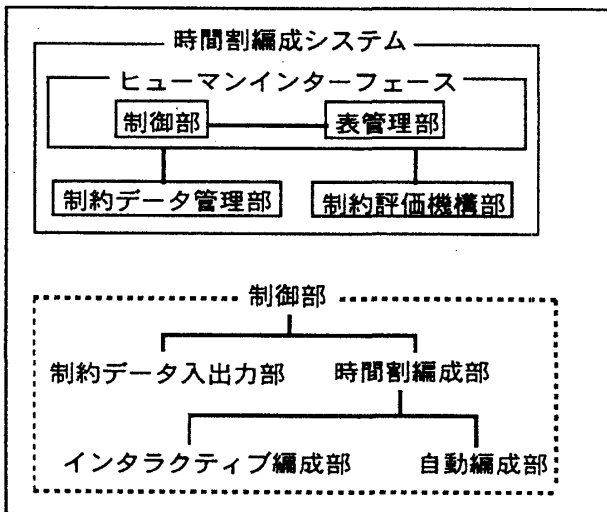 時間割編成システム
ヒューマンインターフェース
制御部 表管理部
制約データ管理部 制約評価機構部
制御部
制約データ入出力部 時間割編成部
インタラクティブ編成部 自動編成部